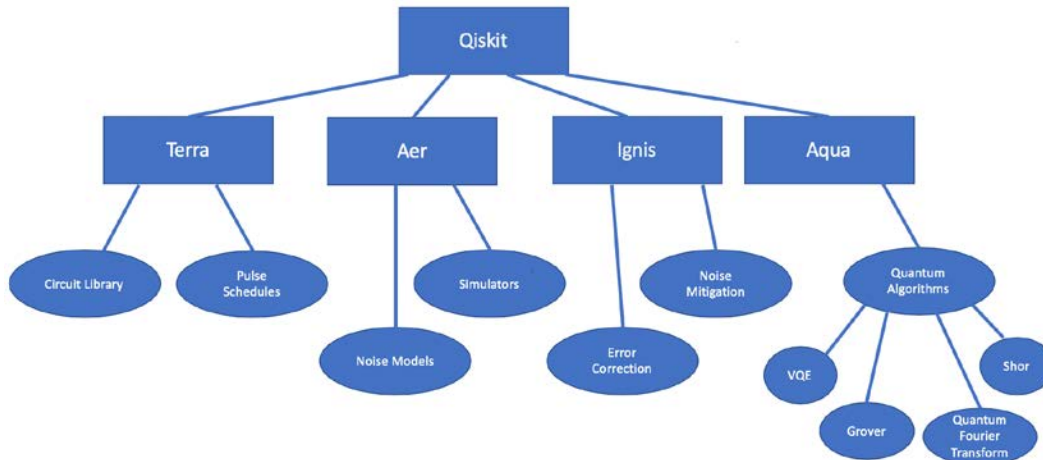 Qiskit
Terra
Aer
Ignis
Aqua
Circuit Library
Pulse
Schedules
Simulators
Noise
Mitigation
Quantum
Algorithms
Noise Models
Error
Correction
VQE
Shor
Grover
Quantum
Fourier
Transform